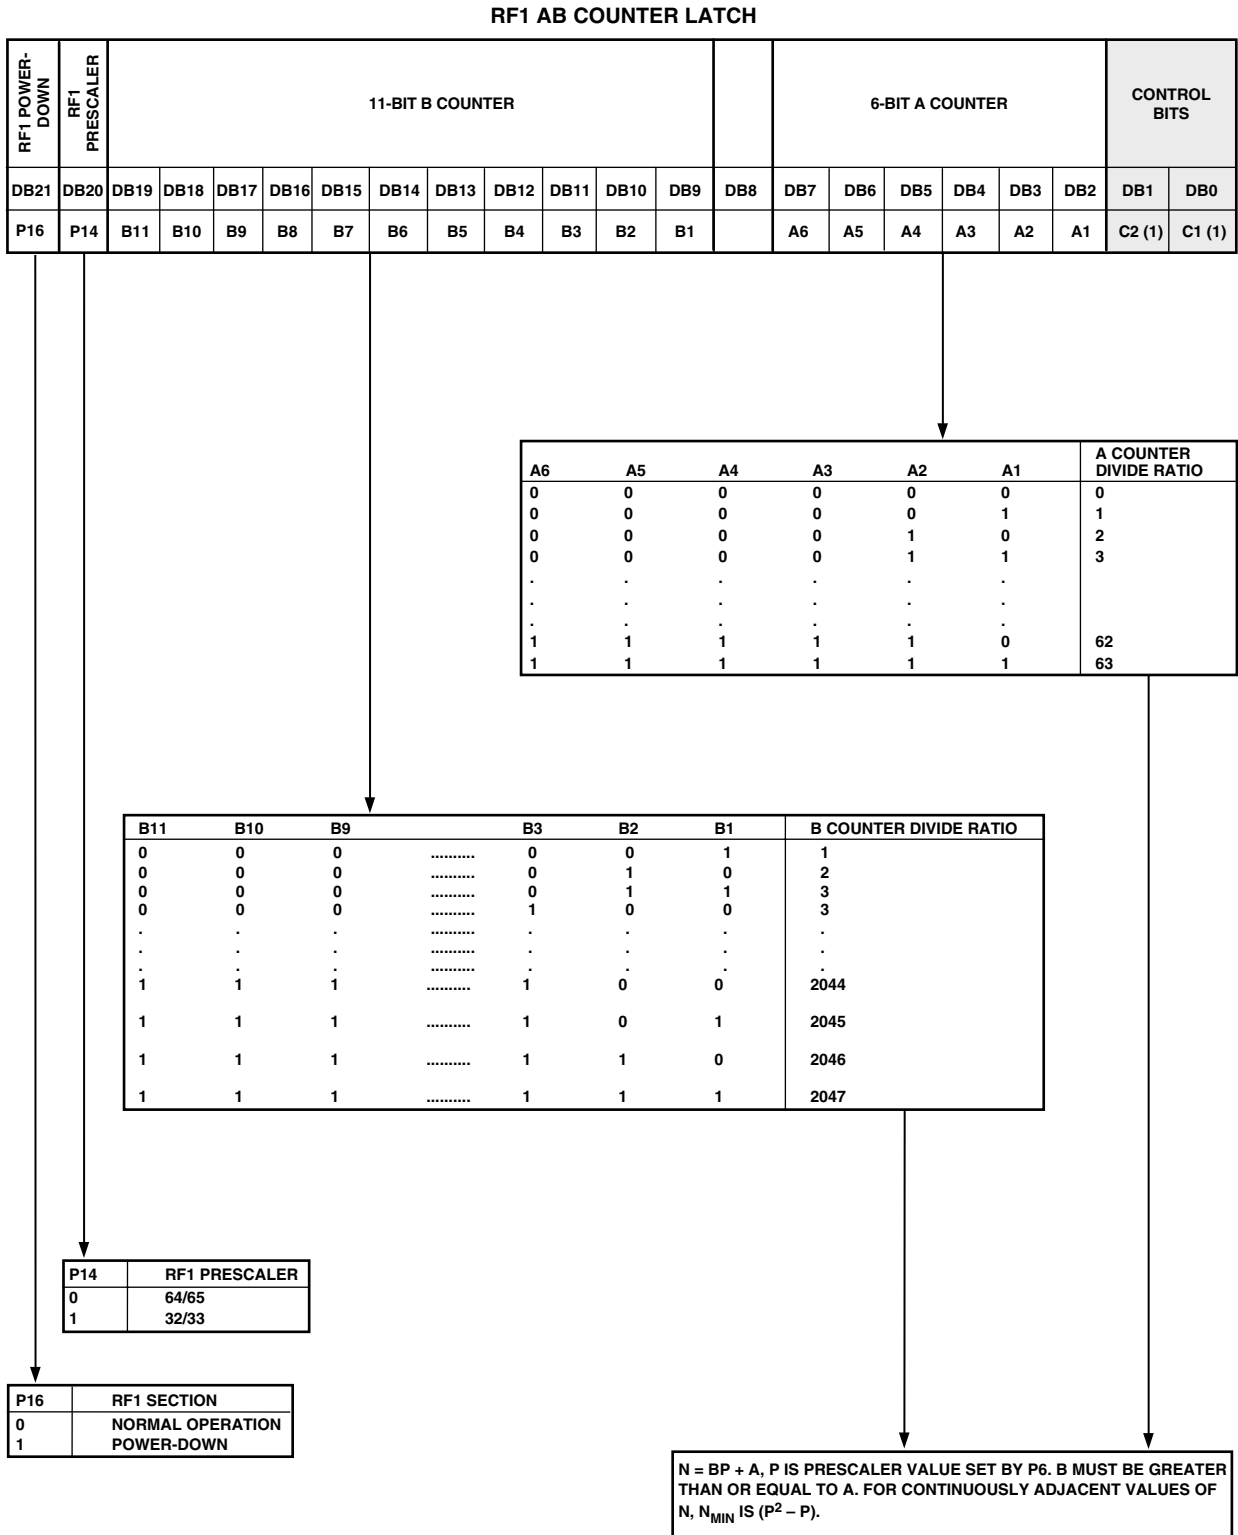 RF1 AB COUNTER LATCH
RF1 POWER-
DOWN
RF1
PRESCALER
11-BIT B COUNTER
6-BIT A COUNTER
CONTROL
BITS
DB21 DB20 DB19 DB18 DB17 DB16 DB15 DB14 DB13 DB12 DB11 DB10 DB9 DB8 DB7 DB6 DB5 DB4 DB3 DB2 DB1 DB0
P16 P14 B11 B10 B9 B8 B7 B6 B5 B4 B3 B2 B1 A6 A5 A4 A3 A2 A1 C2 (1) C1 (1)
A COUNTER
A6 A5 A4 A3 A2 A1 DIVIDE RATIO
0 0 0 0 0 0 0
0 0 0 0 0 1 1
0 0 0 0 1 0 2
0 0 0 0 1 1 3
. . . . . .
. . . . . .
. . . . . .
1 1 1 1 1 0 62
1 1 1 1 1 1 63
B11 B10 B9 B3 B2 B1 B COUNTER DIVIDE RATIO
0 0 0 .......... 0 0 1 1
0 0 0 .......... 0 1 0 2
0 0 0 .......... 0 1 1 3
0 0 0 .......... 1 0 0 3
. . . .......... . . . .
. . . .......... . . . .
. . . .......... . . . .
1 1 1 .......... 1 0 0 2044
1 1 1 .......... 1 0 1 2045
1 1 1 .......... 1 1 0 2046
1 1 1 .......... 1 1 1 2047
P14 RF1 PRESCALER
0 64/65
1 32/33
P16 RF1 SECTION
0 NORMAL OPERATION
1 POWER-DOWN
N = BP + A, P IS PRESCALER VALUE SET BY P6. B MUST BE GREATER
THAN OR EQUAL TO A. FOR CONTINUOUSLY ADJACENT VALUES OF
N, NMIN IS (P² – P).